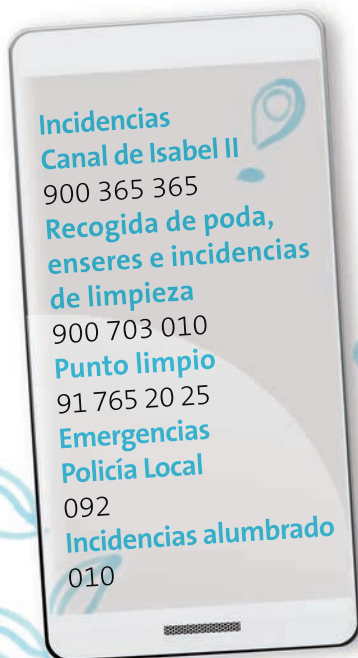 Incidencias
Canal de Isabel II
900 365 365
Recogida de poda,
enseres e incidencias
de limpieza
900 703 010
Punto limpio
91 765 20 25
Emergencias
Policía Local
092
Incidencias alumbrado
010